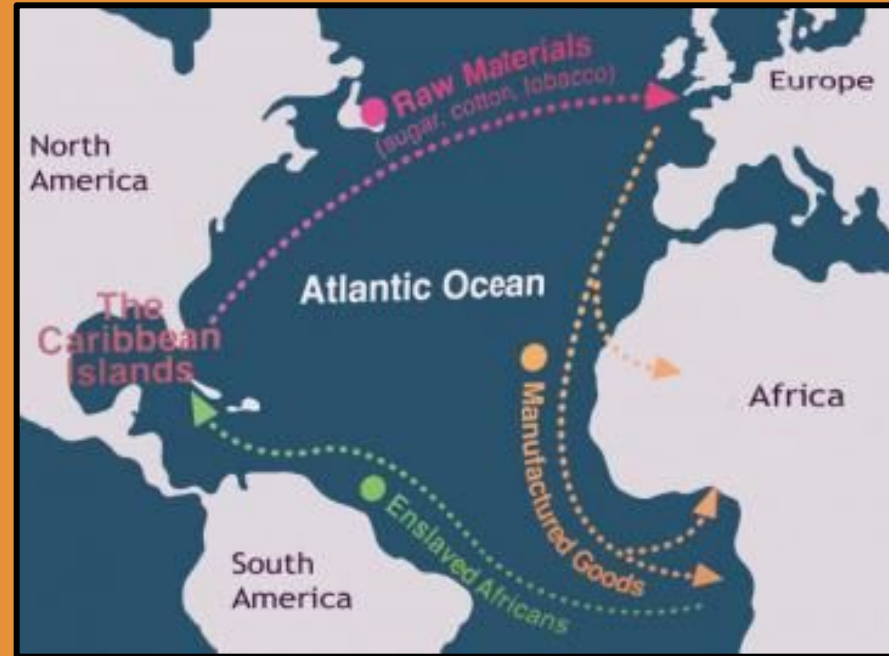 Raw Materials
(sugar, cotton, tobacco)
Europe
North
America
Atlantic Ocean
The
Caribbean
Islands
Manufactured Goods
Africa
Enslaved Africans
South
America